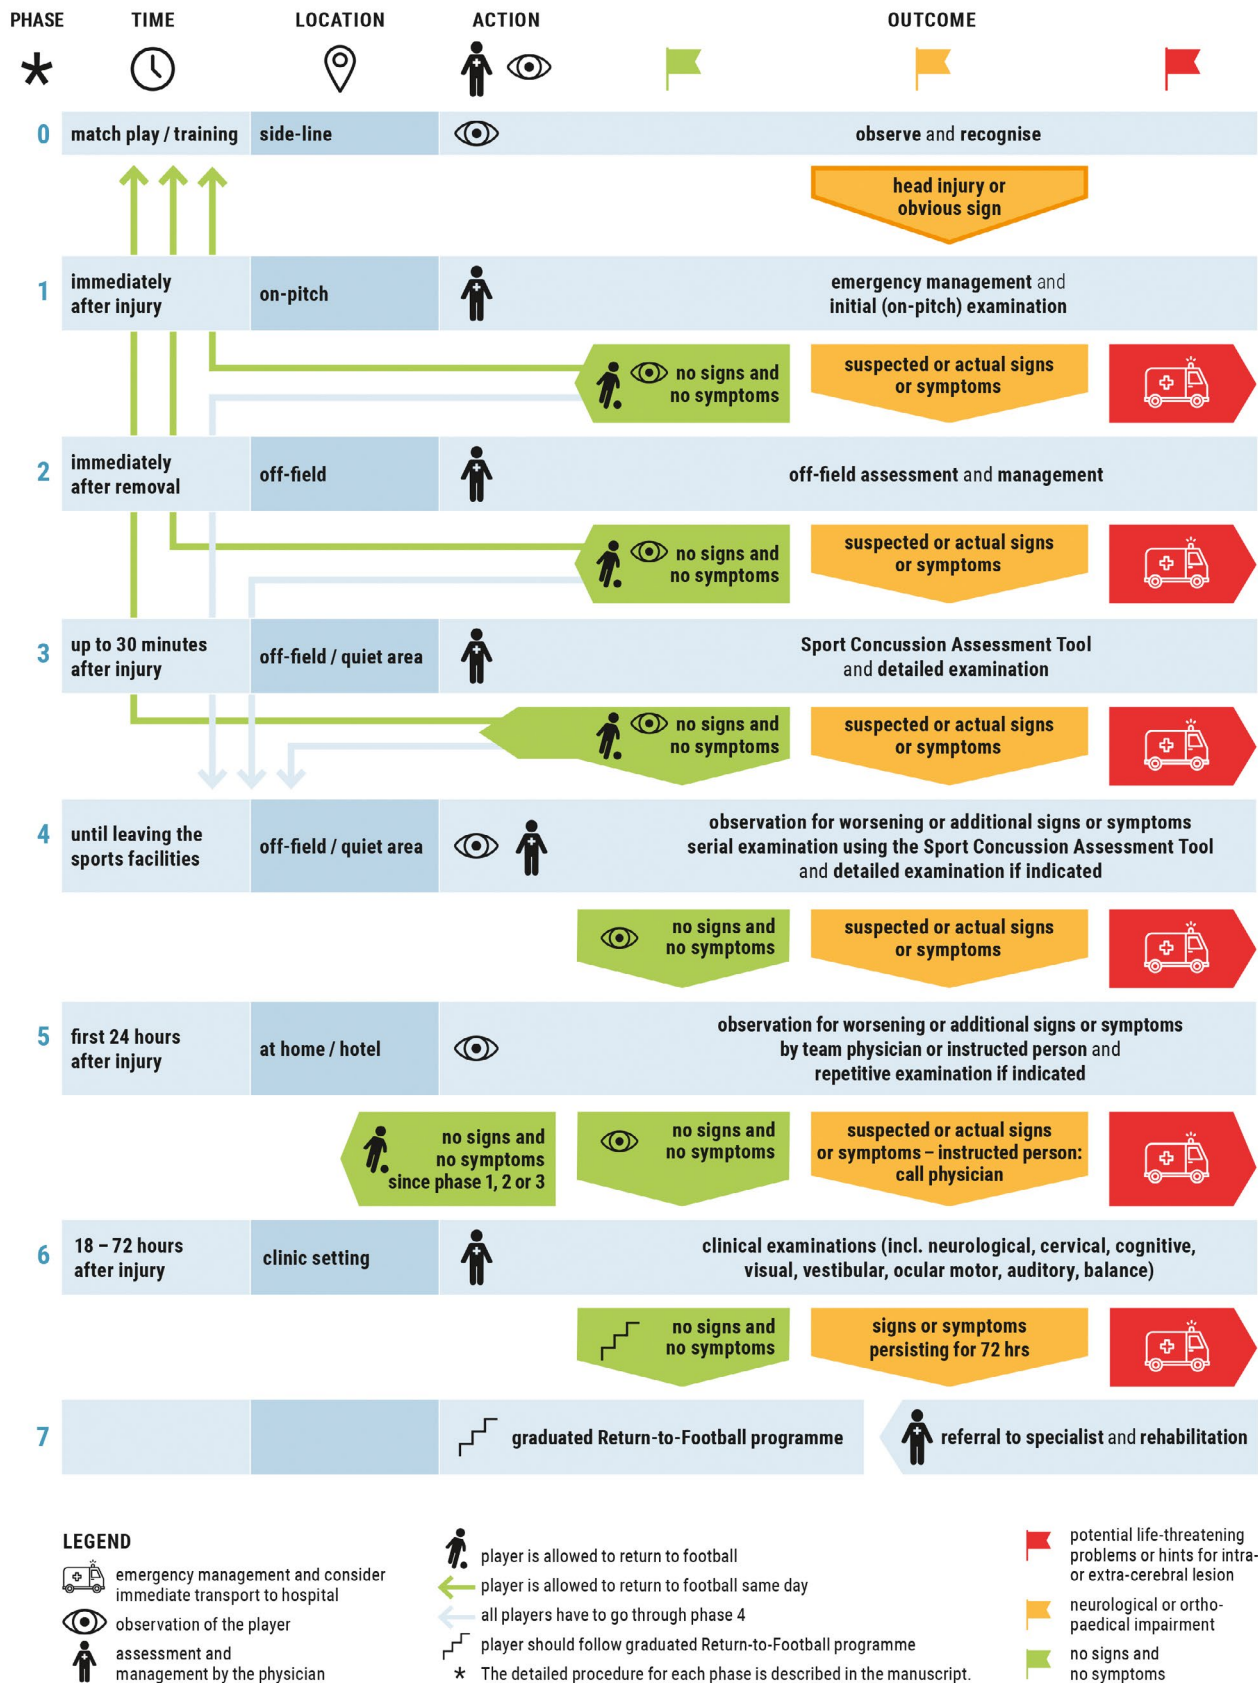 PHASE TIME LOCATION ACTION OUTCOME
*
0 match play / training side-line observe and recognise
head injury or
obvious sign
1 immediately
after injury
on-pitch
emergency management and
initial (on-pitch) examination
no signs and
no symptoms
suspected or actual signs
or symptoms
2 immediately
after removal
off-field
off-field assessment and management
no signs and
no symptoms
suspected or actual signs
or symptoms
3 up to 30 minutes
after injury
off-field / quiet area
Sport Concussion Assessment Tool
and detailed examination
no signs and
no symptoms
suspected or actual signs
or symptoms
4 until leaving the
sports facilities
off-field / quiet area
observation for worsening or additional signs or symptoms
serial examination using the Sport Concussion Assessment Tool
and detailed examination if indicated
no signs and
no symptoms
suspected or actual signs
or symptoms
5 first 24 hours
after injury
at home / hotel
observation for worsening or additional signs or symptoms
by team physician or instructed person and
repetitive examination if indicated
no signs and
no symptoms
since phase 1, 2 or 3
no signs and
no symptoms
suspected or actual signs
or symptoms – instructed person:
call physician
6 18 – 72 hours
after injury
clinic setting
clinical examinations (incl. neurological, cervical, cognitive,
visual, vestibular, ocular motor, auditory, balance)
no signs and
no symptoms
signs or symptoms
persisting for 72 hrs
7 graduated Return-to-Football programme
referral to specialist and rehabilitation
LEGEND
emergency management and consider
immediate transport to hospital
observation of the player
assessment and
management by the physician
player is allowed to return to football
player is allowed to return to football same day
all players have to go through phase 4
player should follow graduated Return-to-Football programme
* The detailed procedure for each phase is described in the manuscript.
potential life-threatening
problems or hints for intra-
or extra-cerebral lesion
neurological or ortho-
paedical impairment
no signs and
no symptoms